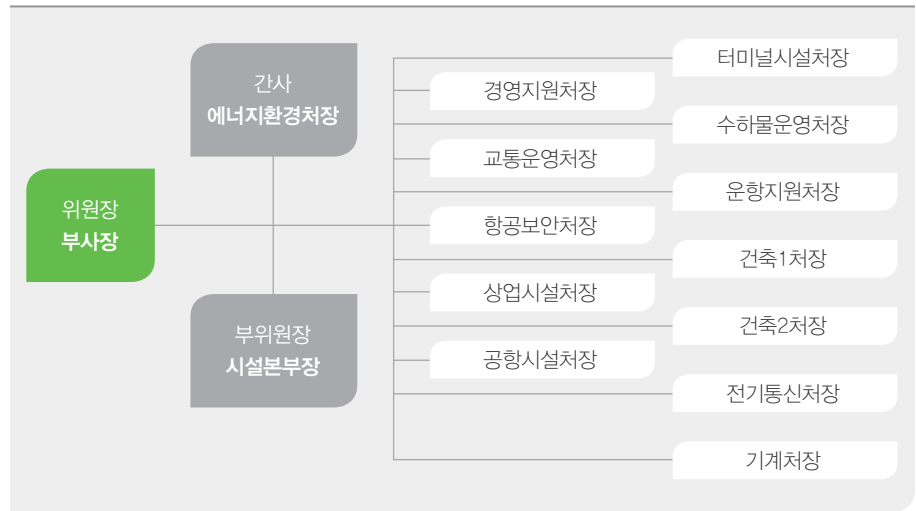 간사
에너지환경처장
위원장
부사장
부위원장
시설본부장
터미널시설처장
경영지원처장
수하물운영처장
교통운영처장
운항지원처장
항공보안처장
건축1처장
상업시설처장
건축2처장
공항시설처장
전기통신처장
기계처장